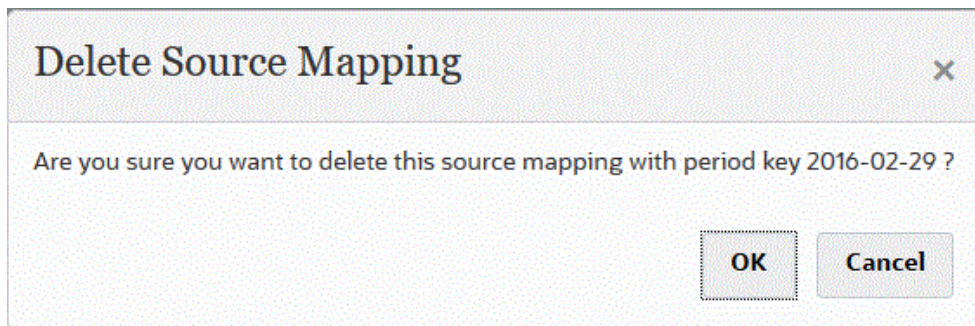 Delete Source Mapping
Are you sure you want to delete this source mapping with period key 2016-02-29 ?
OK Cancel